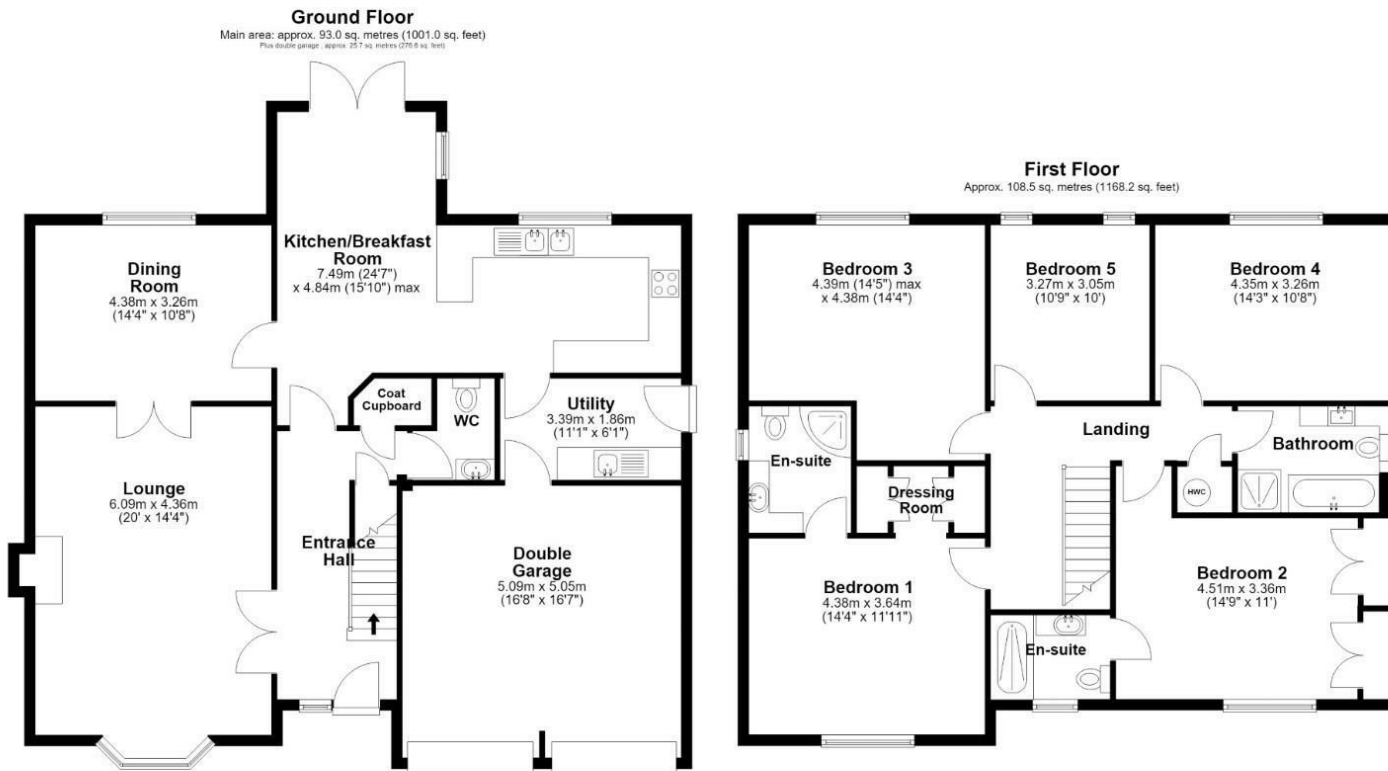 Ground Floor
Main area: approx. 93.0 sq. metres (1001.0 sq. feet)
Plus double garage , approx. 25.7 sq. metres (276.6 sq. feet)
Kitchen/Breakfast
Room
7.49m (24'7")
x 4.84m (15'10") max
Dining
Room
4.38m x 3.26m
(14'4" x 10'8")
Coat
Cupboard
WC
Utility
3.39m x 1.86m
(11'1" x 6'1")
Lounge
6.09m x 4.36m
(20' x 14'4")
Entrance
Hall
Double
Garage
5.09m x 5.05m
(16'8" x 16'7")
First Floor
Approx. 108.5 sq. metres (1168.2 sq. feet)
Bedroom 3
4.39m (14'5") max
x 4.38m (14'4")
Bedroom 5
3.27m x 3.05m
(10'9" x 10')
Bedroom 4
4.35m x 3.26m
(14'3" x 10'8")
Landing
Bathroom
En-suite
Dressing
Room
HWC
Bedroom 1
4.38m x 3.64m
(14'4" x 11'11")
Bedroom 2
4.51m x 3.36m
(14'9" x 11')
En-suite